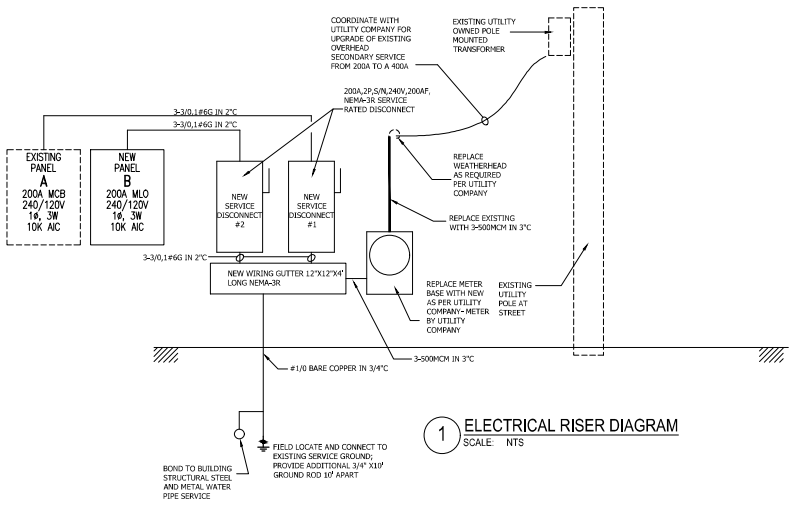 COORDINATE WITH
UTILITY COMPANY FOR
UPGRADE OF EXISTING
OVERHEAD
SECONDARY SERVICE
FROM 200A TO A 400A
EXISTING UTILITY
OWNED POLE
MOUNTED
TRANSFORMER
200A,2P,S/N,240V,200AF,
NEMA-3R SERVICE
RATED DISCONNECT
3-3/0,1#6G IN 2"C
3-3/0,1#6G IN 2"C
EXISTING
PANEL
A
200A MCB
240/120V
1ø, 3W
10K AIC
NEW
PANEL
B
200A MLO
240/120V
1ø, 3W
10K AIC
NEW
SERVICE
DISCONNECT
#2
NEW
SERVICE
DISCONNECT
#1
REPLACE
WEATHERHEAD
AS REQUIRED
PER UTILITY
COMPANY
REPLACE EXISTING
WITH 3-500MCM IN 3"C
3-3/0,1#6G IN 2"C
NEW WIRING GUTTER 12"X12"X4'
LONG NEMA-3R
REPLACE METER
BASE WITH NEW
AS PER UTILITY
COMPANY- METER
BY UTILITY
COMPANY
EXISTING
UTILITY
POLE AT
STREET
3-500MCM IN 3"C
#1/0 BARE COPPER IN 3/4"C
1
ELECTRICAL RISER DIAGRAM
SCALE: NTS
FIELD LOCATE AND CONNECT TO
EXISTING SERVICE GROUND;
PROVIDE ADDITIONAL 3/4" X10'
GROUND ROD 10' APART
BOND TO BUILDING
STRUCTURAL STEEL
AND METAL WATER
PIPE SERVICE